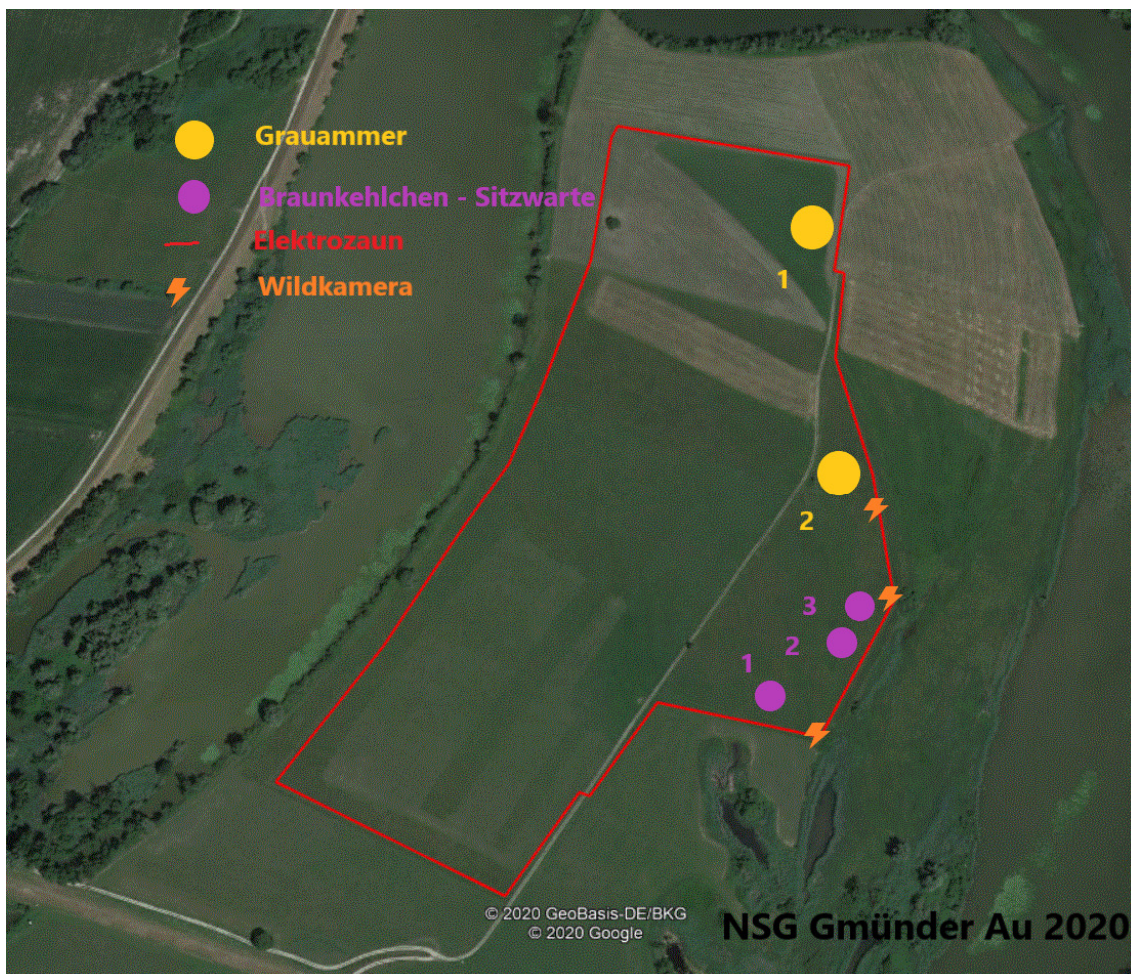 Grauammer
Braunkehlchen - Sitzwarte
Elektrozaun
Wildkamera
1
2
3
2
1
© 2020 GeoBasis-DE/BKG
© 2020 Google
NSG Gmünder Au 2020